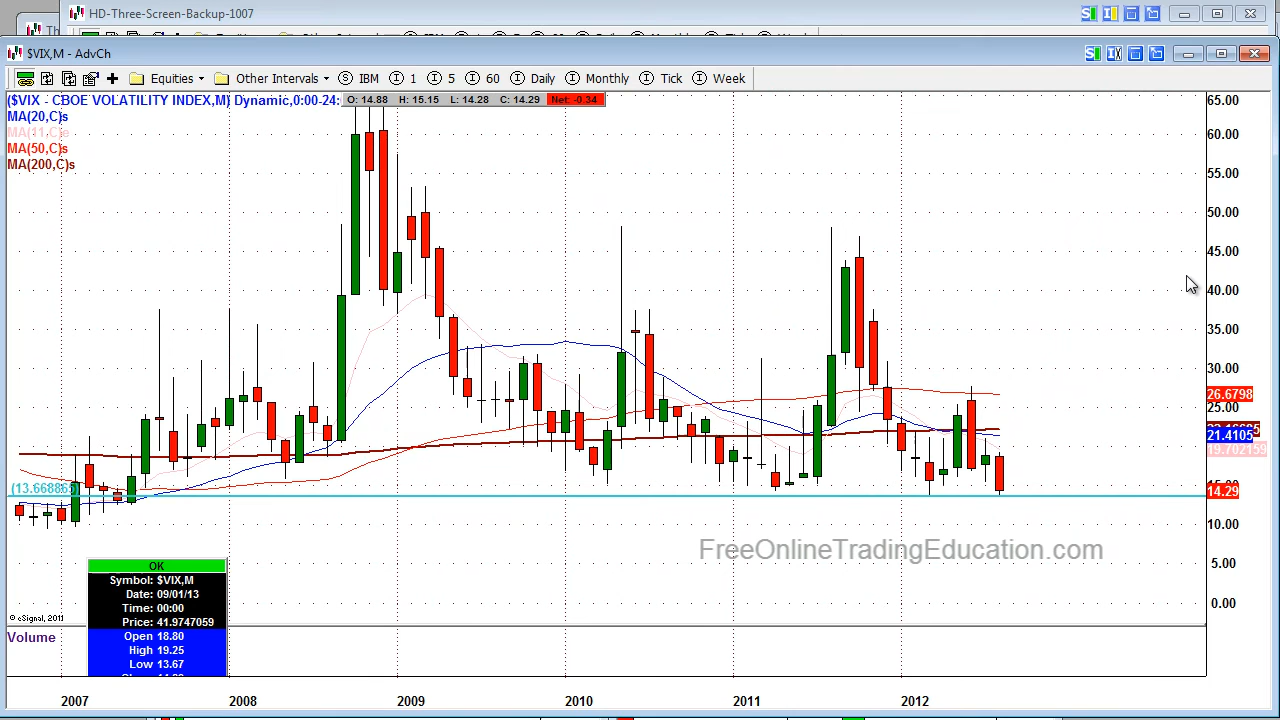 HD-Three-Screen-Backup-1007
$VIX,M - AdvCh
Equities Other Intervals IBM 1 5 60 Daily Monthly Tick Week
($VIX - CBOE VOLATILITY INDEX,M) Dynamic,0:00-24: O: 14.88 H: 15.15 L: 14.28 C: 14.29 Net: -0.34
MA(20,C)s
MA(11,C)e
MA(50,C)s
MA(200,C)s
65.00
60.00
55.00
50.00
45.00
40.00
35.00
30.00
26.6798
25.00
21.4105
19.702159
14.29
10.00
5.00
0.00
FreeOnlineTradingEducation.com
OK
Symbol: $VIX,M
Date: 09/01/13
Time: 00:00
Price: 41.9747059
Open 18.80
High 19.25
Low 13.67
© eSignal, 2011
Volume
2007 2008 2009 2010 2011 2012